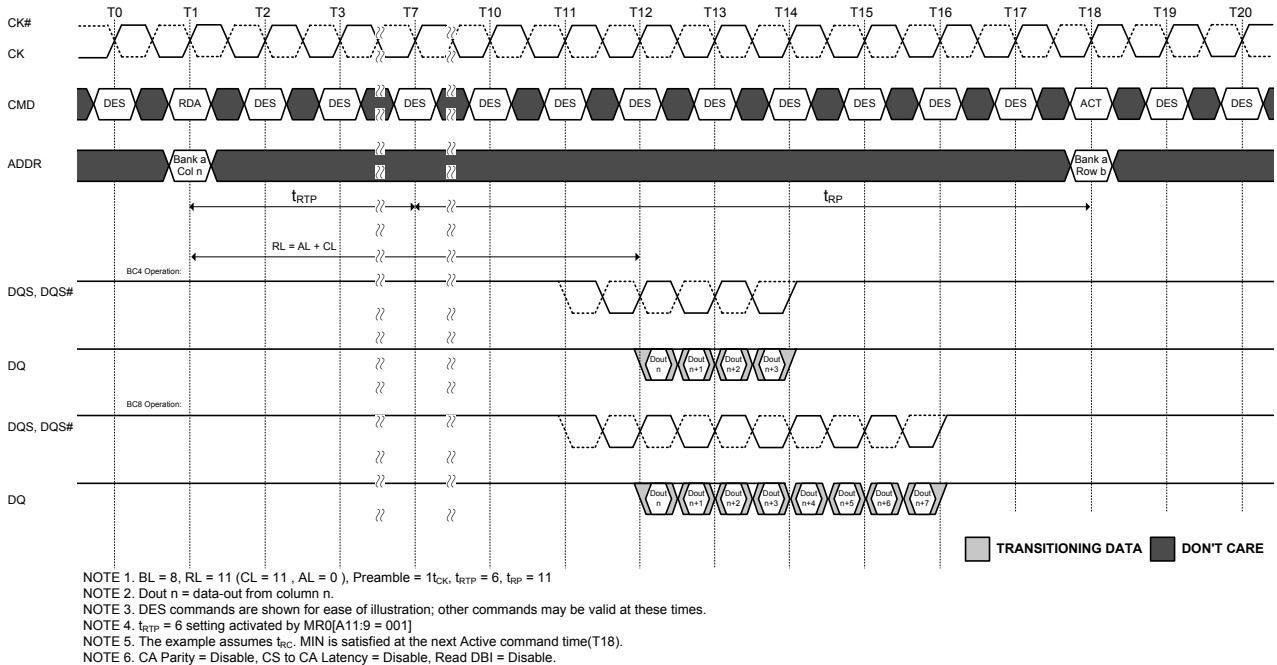 T0 T1 T2 T3 T7 T10 T11 T12 T13 T14 T15 T16 T17 T18 T19 T20
CK#
CK
CMD DES RDA DES DES DES DES DES DES DES DES DES DES DES ACT DES DES
ADDR Bank a Col n Bank a Row b
tRTP tRP
RL = AL + CL
BC4 Operation:
DQS, DQS#
DQ Dout n Dout n+1 Dout n+2 Dout n+3
BC8 Operation:
DQS, DQS#
DQ Dout n Dout n+1 Dout n+2 Dout n+3 Dout n+4 Dout n+5 Dout n+6 Dout n+7
TRANSITIONING DATA DON'T CARE
NOTE 1. BL = 8, RL = 11 (CL = 11 , AL = 0 ), Preamble = 1tCK, tRTP = 6, tRP = 11
NOTE 2. Dout n = data-out from column n.
NOTE 3. DES commands are shown for ease of illustration; other commands may be valid at these times.
NOTE 4. tRTP = 6 setting activated by MR0[A11:9 = 001]
NOTE 5. The example assumes tRC. MIN is satisfied at the next Active command time(T18).
NOTE 6. CA Parity = Disable, CS to CA Latency = Disable, Read DBI = Disable.